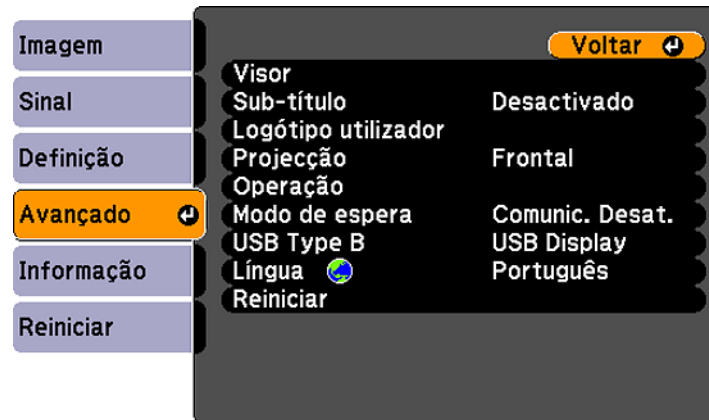 Imagem
Sinal
Definição
Avançado
Informação
Reiniciar
Voltar
Visor
Sub-título Desactivado
Logótipo utilizador
Projecção Frontal
Operação
Modo de espera Comunic. Desat.
USB Type B USB Display
Língua Português
Reiniciar